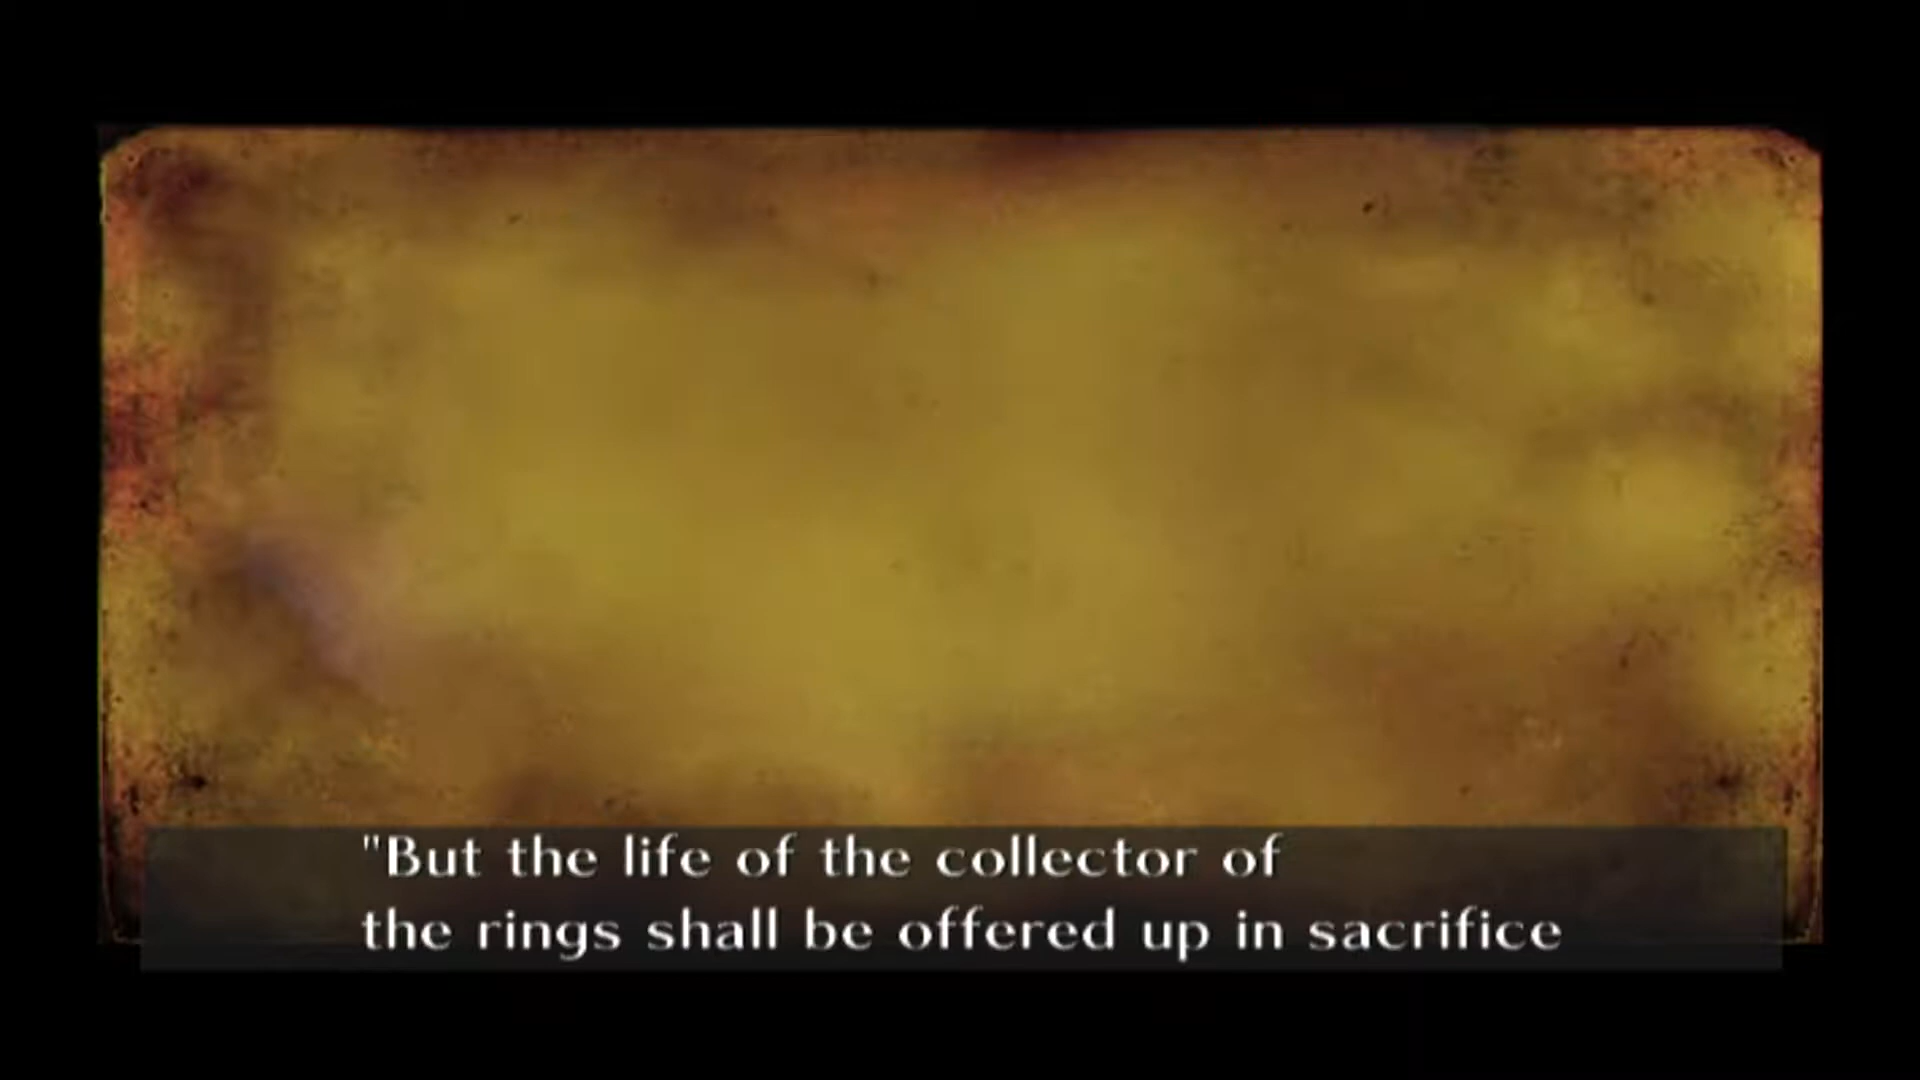 "But the life of the collector of
the rings shall be offered up in sacrifice